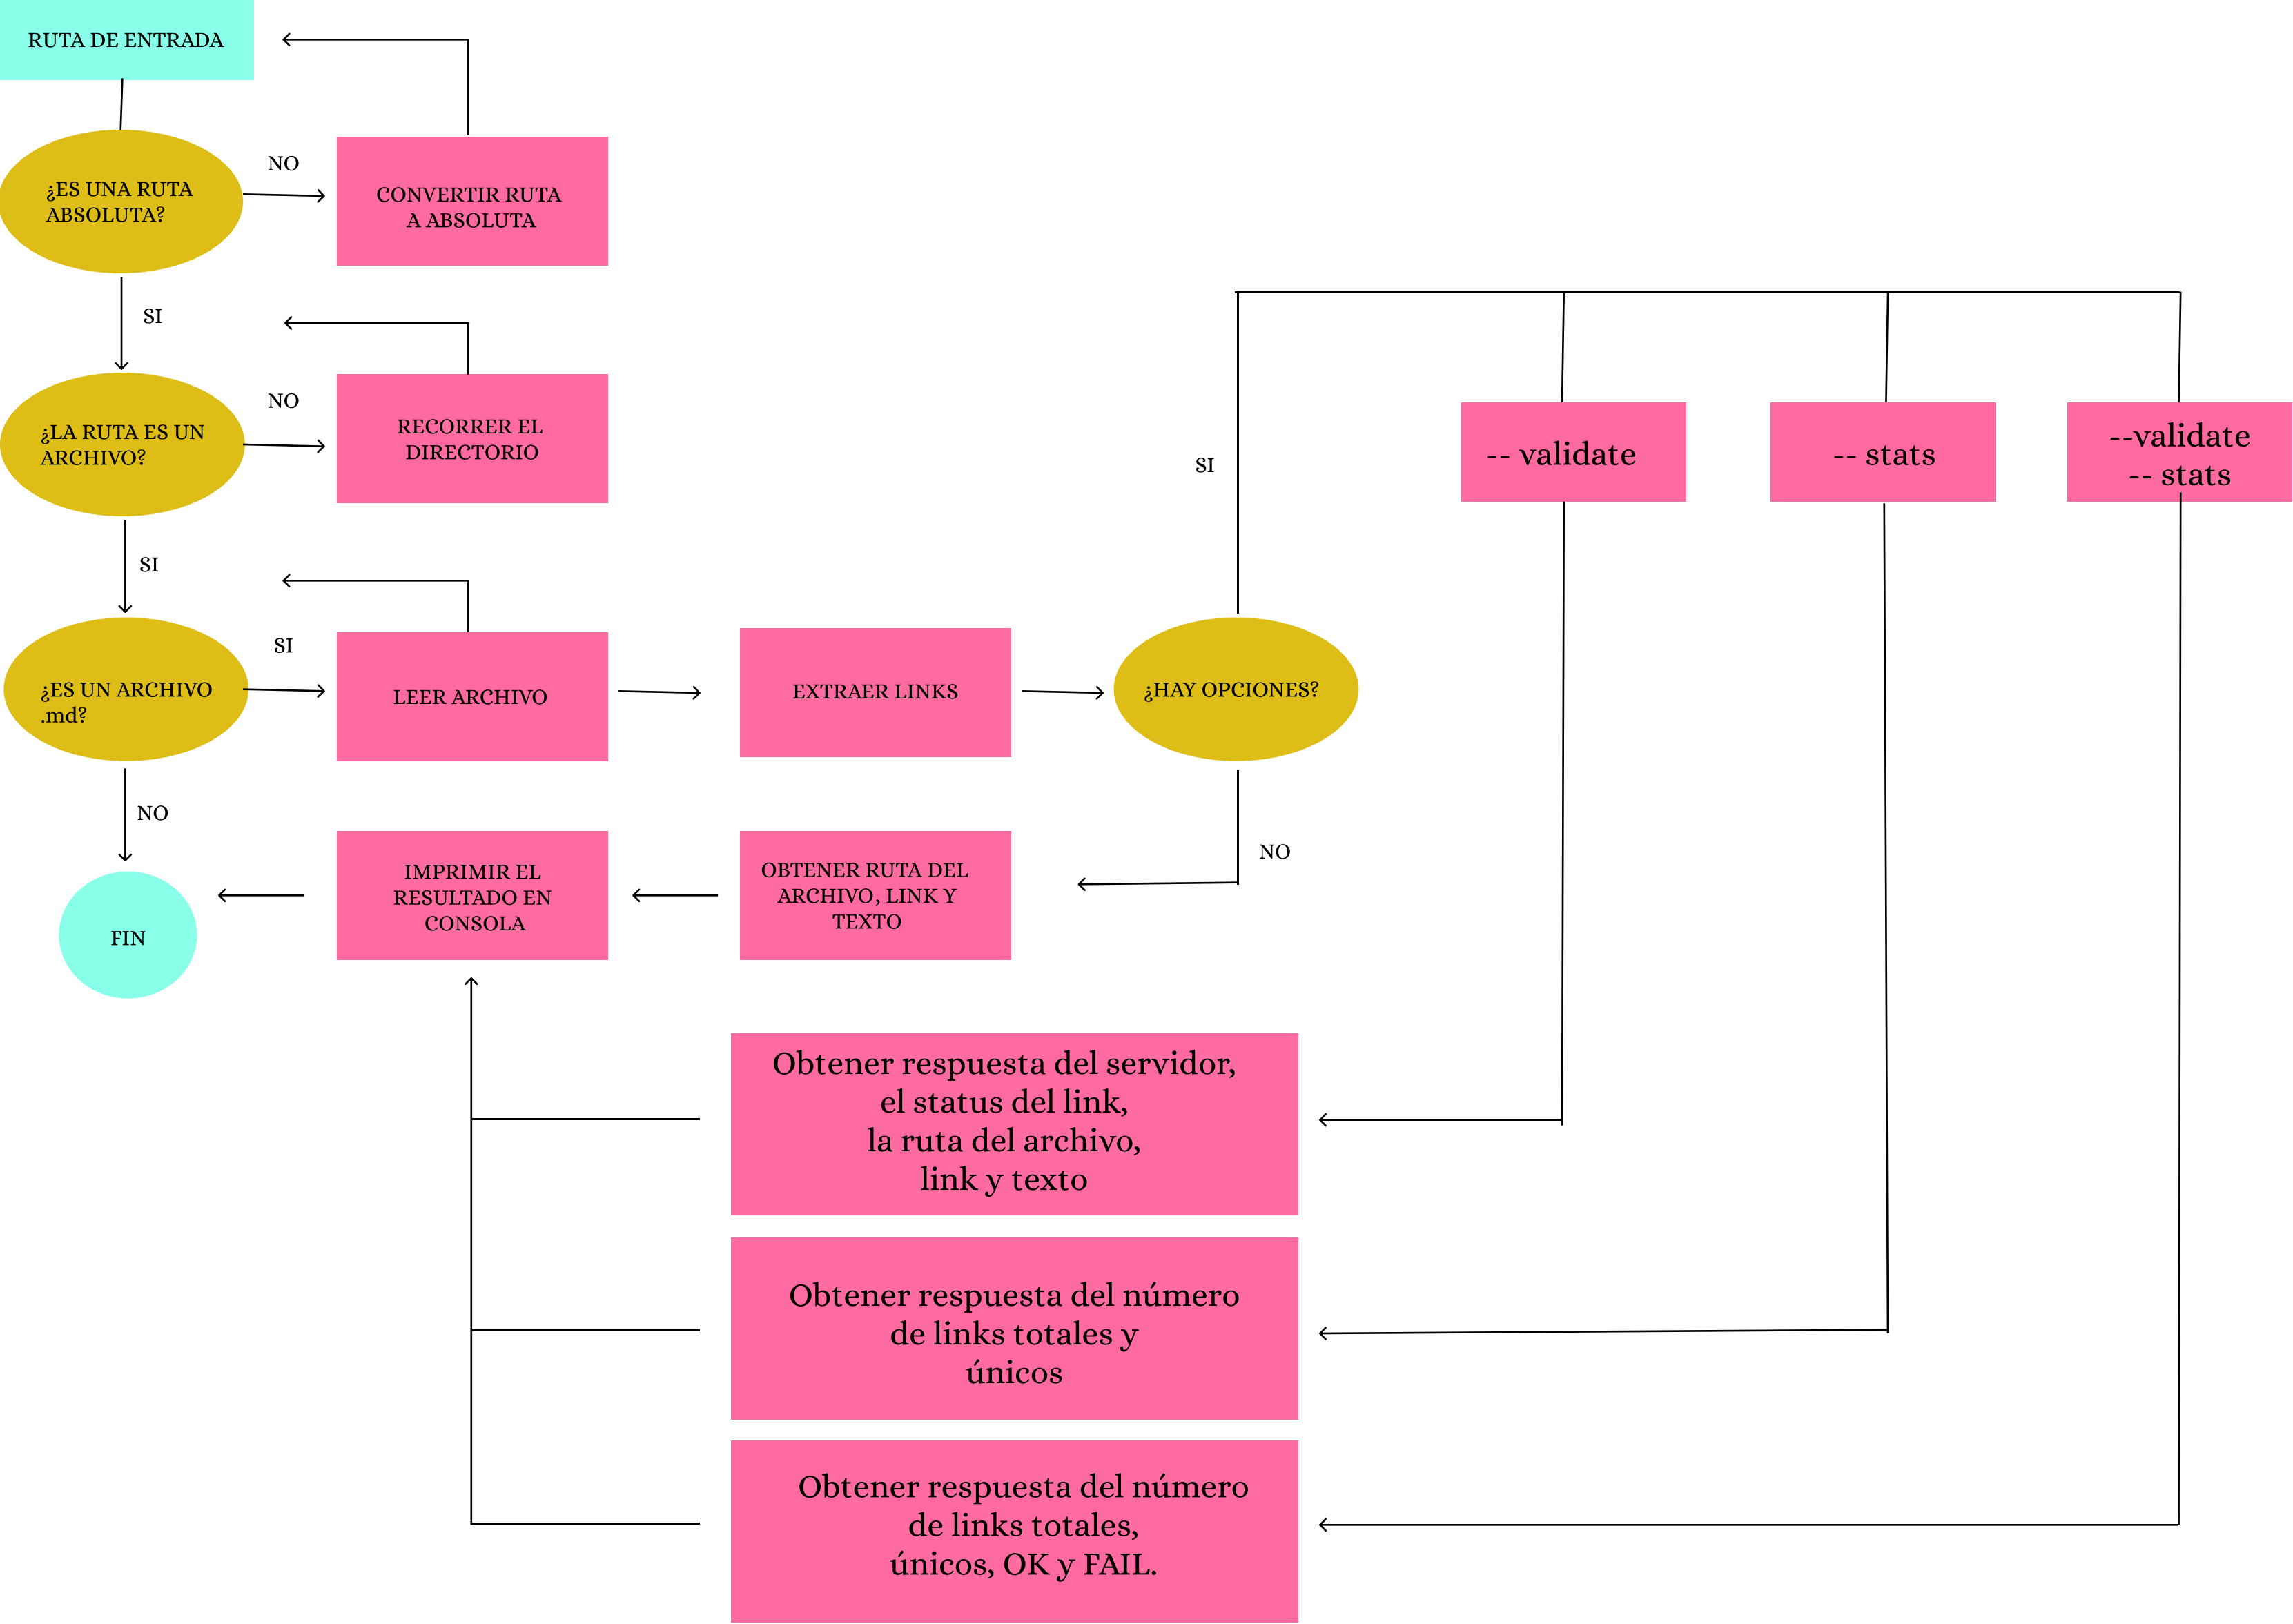 RUTA DE ENTRADA
¿ES UNA RUTA
ABSOLUTA?
NO
CONVERTIR RUTA
A ABSOLUTA
SI
¿LA RUTA ES UN
ARCHIVO?
NO
RECORRER EL
DIRECTORIO
SI
¿ES UN ARCHIVO
.md?
SI
LEER ARCHIVO
EXTRAER LINKS
¿HAY OPCIONES?
SI
-- validate
-- stats
--validate
-- stats
NO
NO
OBTENER RUTA DEL
ARCHIVO, LINK Y
TEXTO
IMPRIMIR EL
RESULTADO EN
CONSOLA
FIN
Obtener respuesta del servidor,
el status del link,
la ruta del archivo,
link y texto
Obtener respuesta del número
de links totales y
únicos
Obtener respuesta del número
de links totales,
únicos, OK y FAIL.